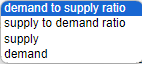 demand to supply ratio
supply to demand ratio
supply
demand